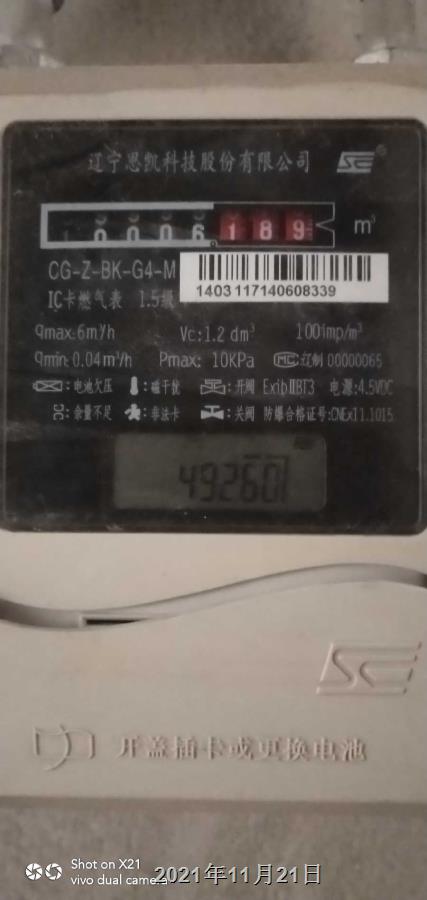 辽宁思凯科技股份有限公司 SC
10006189 m³
CG-Z-BK-G4-M
IC卡燃气表 1.5级
1403 117140608339
qmax:6m³/h Vc:1.2 dm³ 100imp/m³
qmin:0.04m³/h Pmax: 10KPa MC辽制 00000065
:电池欠压 :磁干扰 :开阀 ExibⅡBT3 电源:4.5VDC
:余量不足 :非法卡 :关阀 防爆合格证号:CNEx11.1015
SC
开盖插卡或更换电池
Shot on X21
vivo dual camera
2021年11月21日